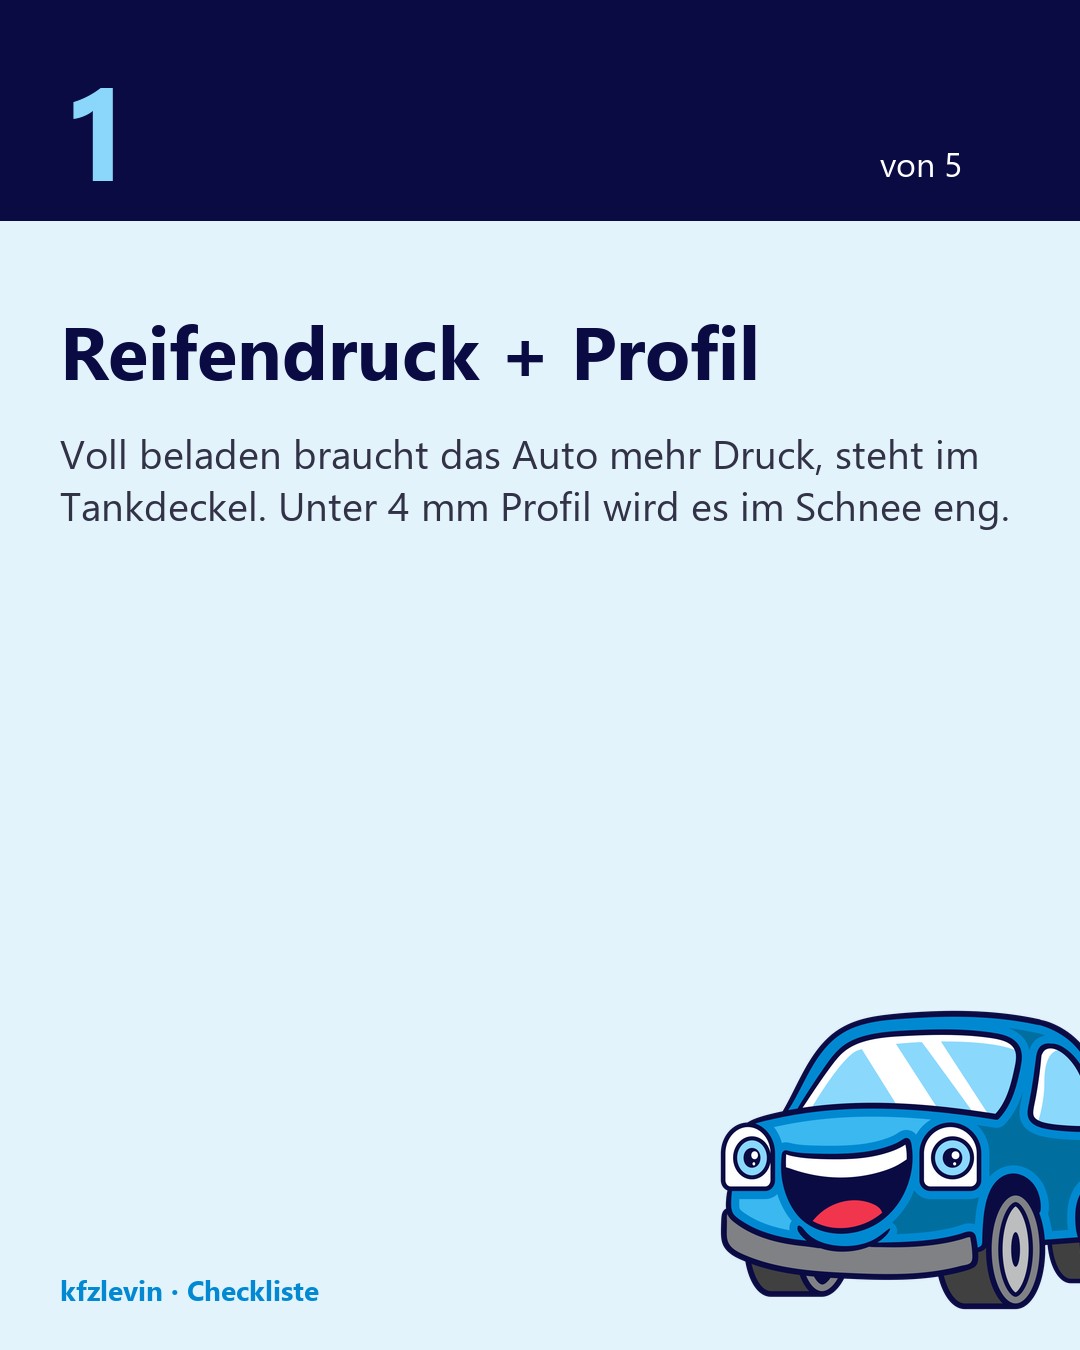 1
von 5
Reifendruck + Profil
Voll beladen braucht das Auto mehr Druck, steht im
Tankdeckel. Unter 4 mm Profil wird es im Schnee eng.
kfzlevin · Checkliste